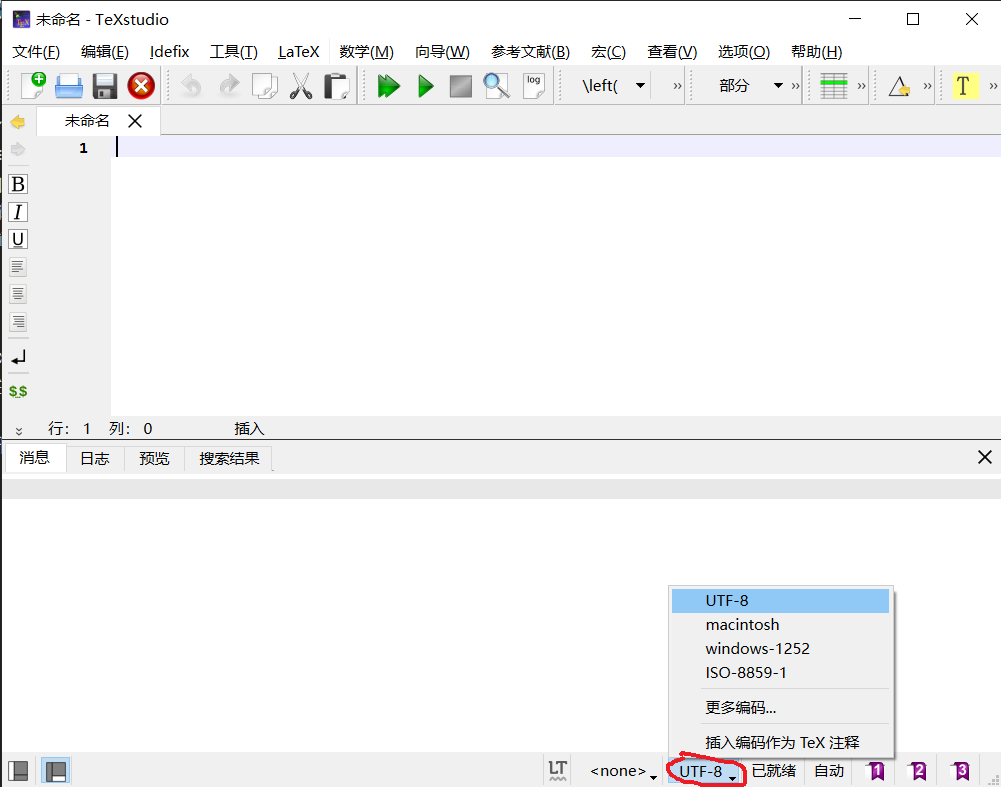 未命名 - TeXstudio
文件(F) 编辑(E) Idefix 工具(T) LaTeX 数学(M) 向导(W) 参考文献(B) 宏(C) 查看(V) 选项(O) 帮助(H)
log \left( » 部分 » » » T »
未命名
1
B
I
U
$$
行: 1 列: 0 插入
消息 日志 预览 搜索结果
UTF-8
macintosh
windows-1252
ISO-8859-1
更多编码...
插入编码作为 TeX 注释
LT <none> UTF-8 已就绪 自动 1 2 3